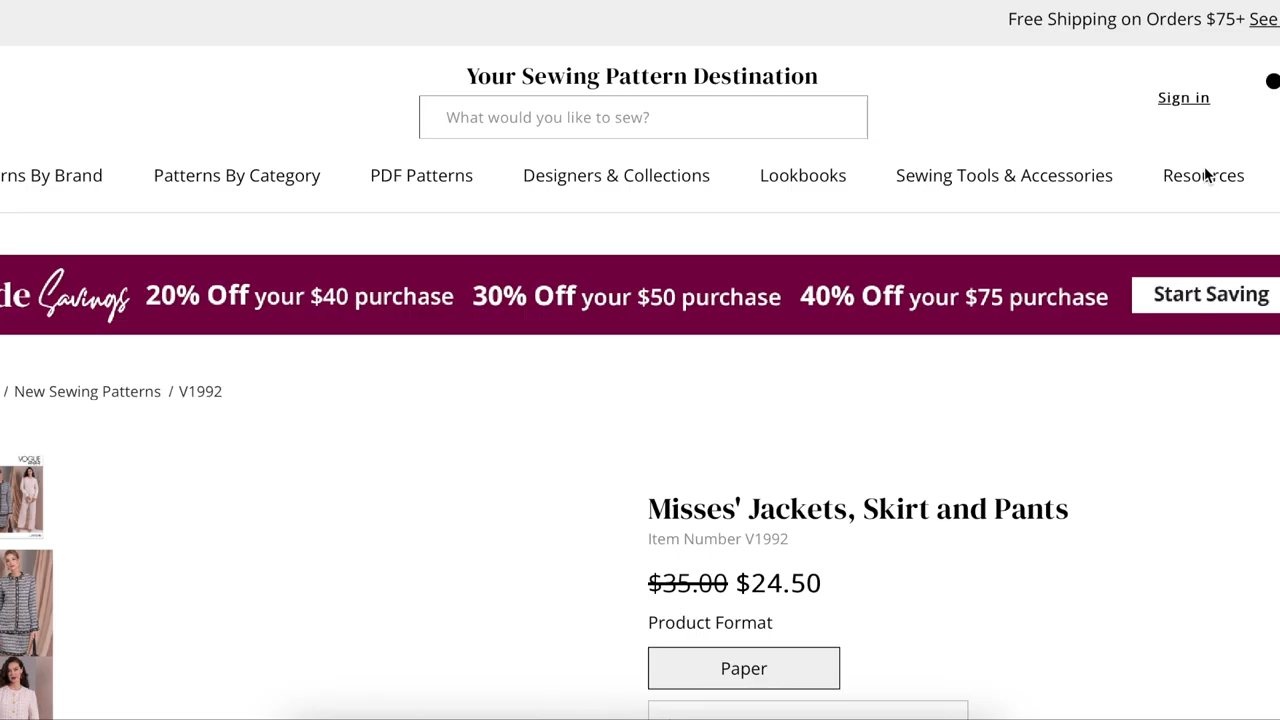 Free Shipping on Orders $75+ See
Your Sewing Pattern Destination
What would you like to sew?
Sign in
rns By Brand
Patterns By Category
PDF Patterns
Designers & Collections
Lookbooks
Sewing Tools & Accessories
Resources
de Savings 20% Off your $40 purchase 30% Off your $50 purchase 40% Off your $75 purchase Start Saving
/ New Sewing Patterns / V1992
VOGUE
Misses' Jackets, Skirt and Pants
Item Number V1992
$35.00 $24.50
Product Format
Paper